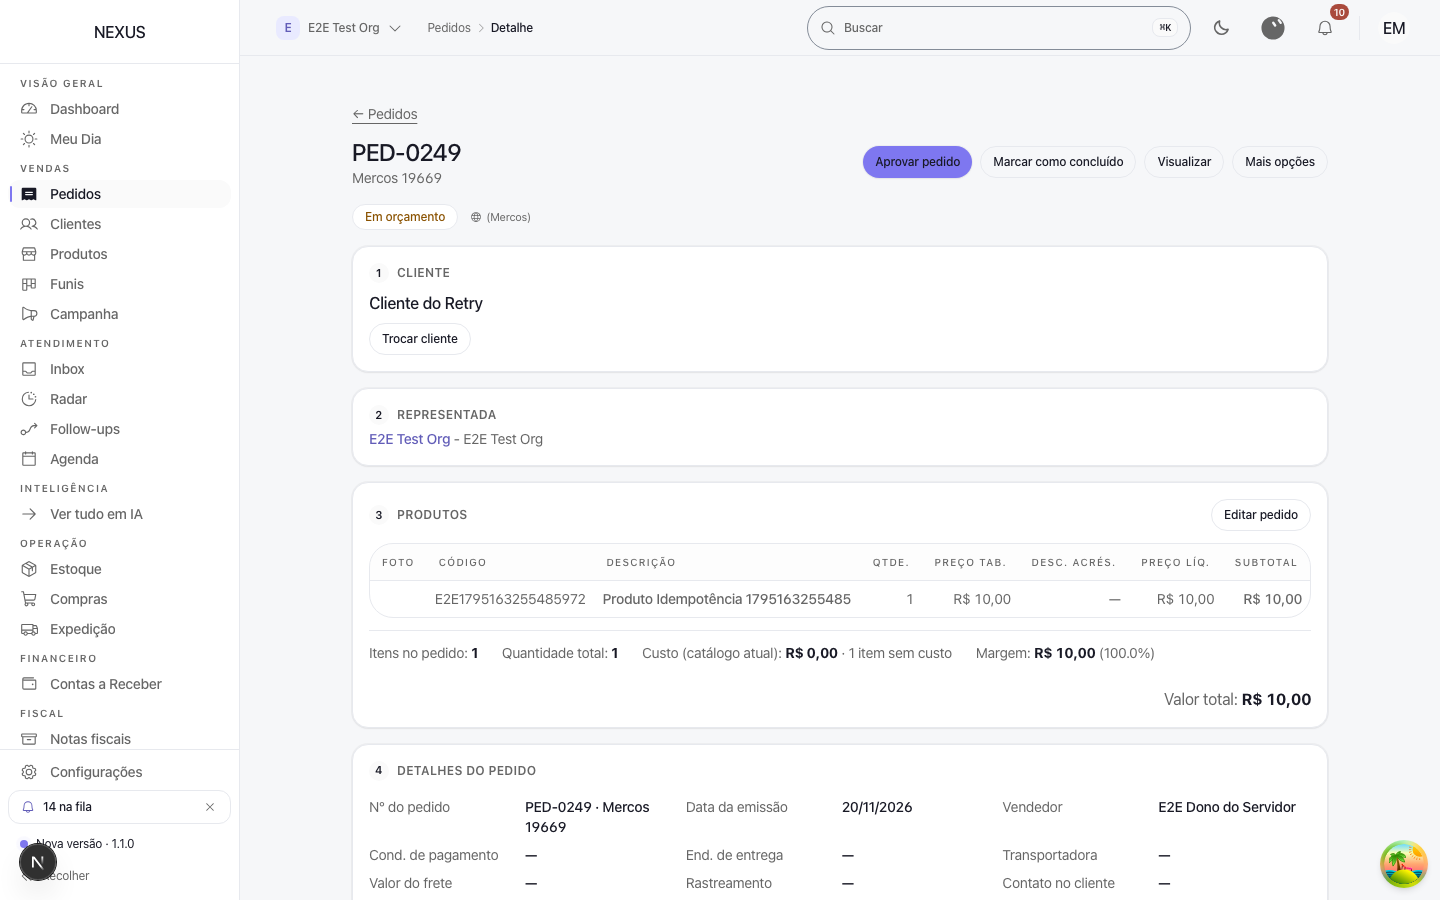 NEXUS
E E2E Test Org Pedidos > Detalhe
Buscar ⌘K
10
EM
VISÃO GERAL
Dashboard
Meu Dia
VENDAS
Pedidos
Clientes
Produtos
Funis
Campanha
ATENDIMENTO
Inbox
Radar
Follow-ups
Agenda
INTELIGÊNCIA
Ver tudo em IA
OPERAÇÃO
Estoque
Compras
Expedição
FINANCEIRO
Contas a Receber
FISCAL
Notas fiscais
Configurações
14 na fila
Nova versão · 1.1.0
N
ecolher
← Pedidos
PED-0249
Mercos 19669
Aprovar pedido Marcar como concluído Visualizar Mais opções
Em orçamento (Mercos)
1 CLIENTE
Cliente do Retry
Trocar cliente
2 REPRESENTADA
E2E Test Org - E2E Test Org
3 PRODUTOS
Editar pedido
FOTO CÓDIGO DESCRIÇÃO QTDE. PREÇO TAB. DESC. ACRÉS. PREÇO LÍQ. SUBTOTAL
E2E1795163255485972 Produto Idempotência 1795163255485 1 R$ 10,00 — R$ 10,00 R$ 10,00
Itens no pedido: 1 Quantidade total: 1 Custo (catálogo atual): R$ 0,00 · 1 item sem custo Margem: R$ 10,00 (100.0%)
Valor total: R$ 10,00
4 DETALHES DO PEDIDO
Nº do pedido PED-0249 · Mercos 19669 Data da emissão 20/11/2026 Vendedor E2E Dono do Servidor
Cond. de pagamento — End. de entrega — Transportadora —
Valor do frete — Rastreamento — Contato no cliente —